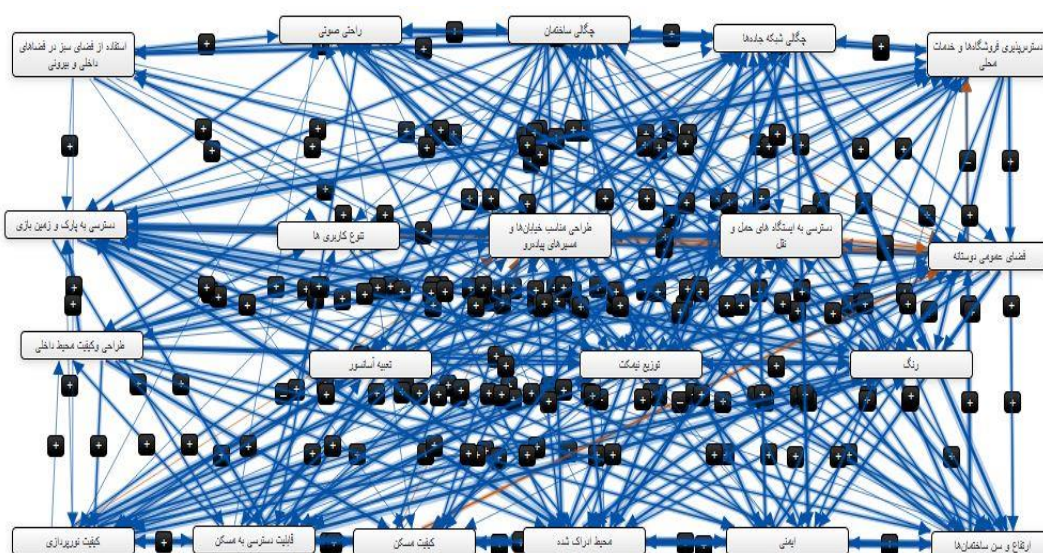 استفاده از فضای سبز در فضاهای
داخلی و بیرونی
راحتی صوتی
چگالی ساختمان
چگالی شبکه جاده‌ها
دسترس‌پذیری فروشگاه‌ها و خدمات
محلی
دسترسی به پارک و زمین بازی
تنوع کاربری ها
طراحی مناسب خیابان‌ها و
مسیرهای پیاده‌رو
دسترسی به ایستگاه های حمل و
نقل
فضای عمومی دوستانه
طراحی وکیفیت محیط داخلی
تعبیه آسانسور
توزیع نیمکت
رنگ
کیفیت نورپردازی
قابلیت دسترسی به مسکن
کیفیت مسکن
محیط ادراک شده
ایمنی
ارتفاع و سن ساختمان‌ها